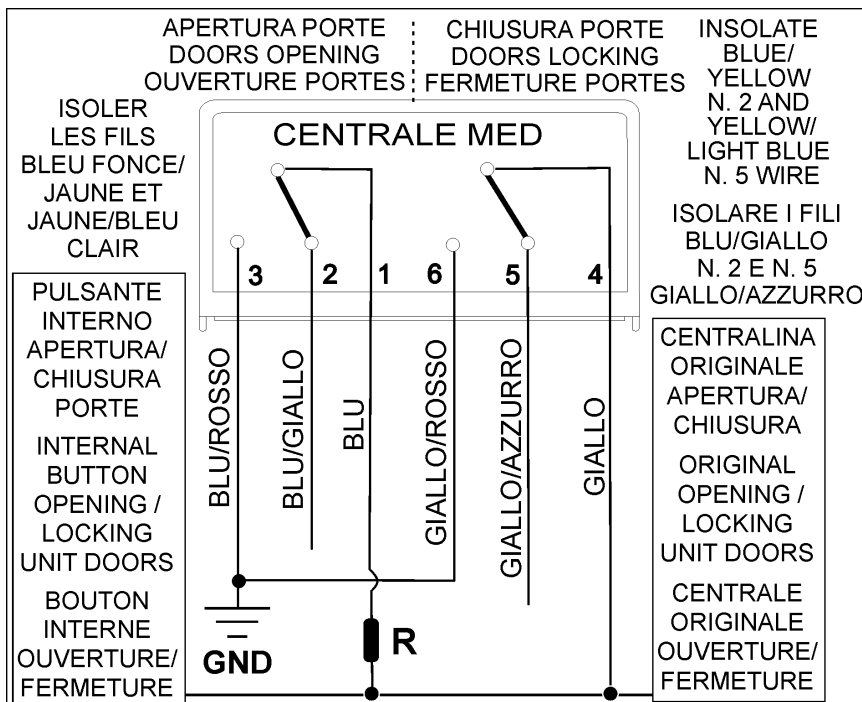 APERTURA PORTE
DOORS OPENING
OUVERTURE PORTES
CHIUSURA PORTE
DOORS LOCKING
FERMETURE PORTES
INSOLATE
BLUE/
YELLOW
N. 2 AND
YELLOW/
LIGHT BLUE
N. 5 WIRE
ISOLER
LES FILS
BLEU FONCE/
JAUNE ET
JAUNE/BLEU
CLAIR
CENTRALE MED
ISOLARE I FILI
BLU/GIALLO
N. 2 E N. 5
GIALLO/AZZURRO
3 2 1 6 5 4
PULSANTE
INTERNO
APERTURA/
CHIUSURA
PORTE
INTERNAL
BUTTON
OPENING /
LOCKING
UNIT DOORS
BOUTON
INTERNE
OUVERTURE/
FERMETURE
BLU/ROSSO
BLU/GIALLO
BLU
GIALLO/ROSSO
GIALLO/AZZURRO
GIALLO
GND
R
CENTRALINA
ORIGINALE
APERTURA/
CHIUSURA
ORIGINAL
OPENING /
LOCKING
UNIT DOORS
CENTRALE
ORIGINALE
OUVERTURE/
FERMETURE